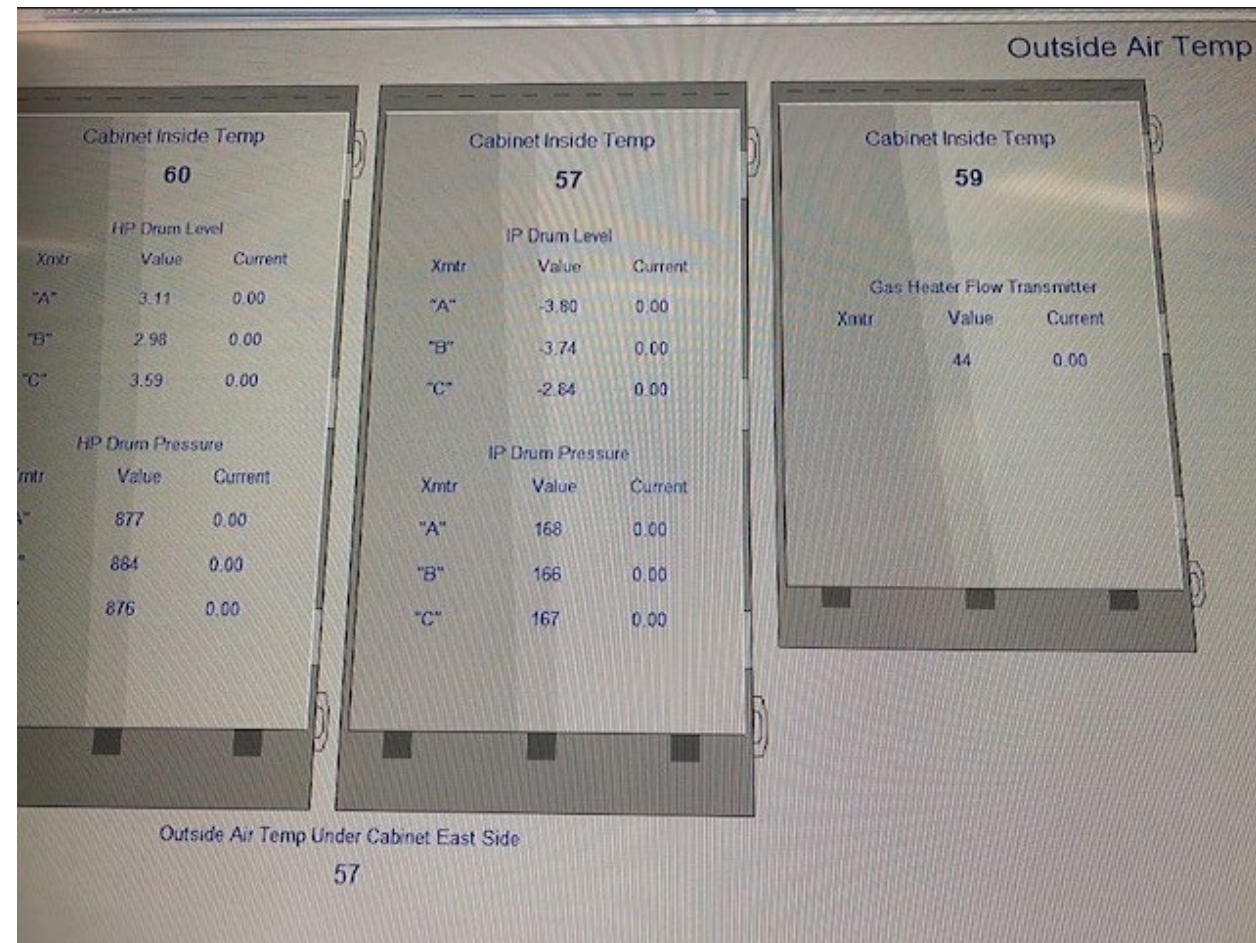 Outside Air Temp
Cabinet Inside Temp
60
HP Drum Level
Xmtr Value Current
"A" 3.11 0.00
"B" 2.98 0.00
"C" 3.59 0.00
HP Drum Pressure
Value Current
877 0.00
884 0.00
876 0.00
Cabinet Inside Temp
57
IP Drum Level
Xmtr Value Current
"A" -3.80 0.00
"B" -3.74 0.00
"C" -2.84 0.00
IP Drum Pressure
Xmtr Value Current
"A" 168 0.00
"B" 166 0.00
"C" 167 0.00
Cabinet Inside Temp
59
Gas Heater Flow Transmitter
Xmtr Value Current
44 0.00
Outside Air Temp Under Cabinet East Side
57